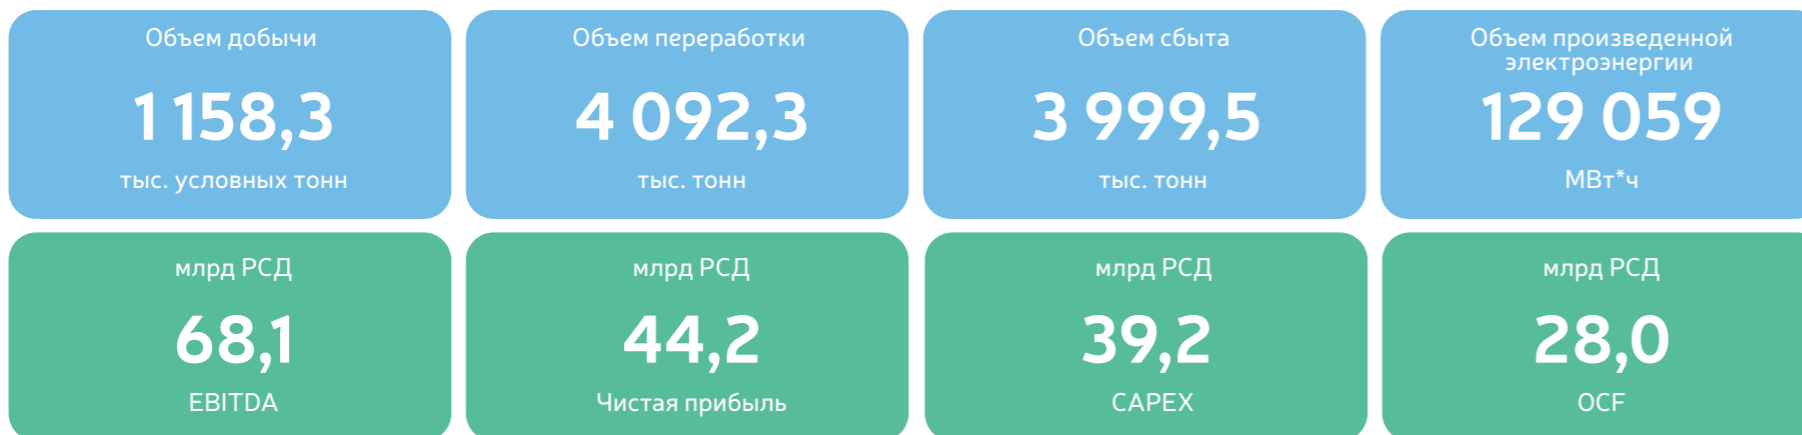 Объем добычи
1 158,3
тыс. условных тонн
Объем переработки
4 092,3
тыс. тонн
Объем сбыта
3 999,5
тыс. тонн
Объем произведенной
электроэнергии
129 059
МВт*ч
млрд РСД
68,1
EBITDA
млрд РСД
44,2
Чистая прибыль
млрд РСД
39,2
CAPEX
млрд РСД
28,0
OCF